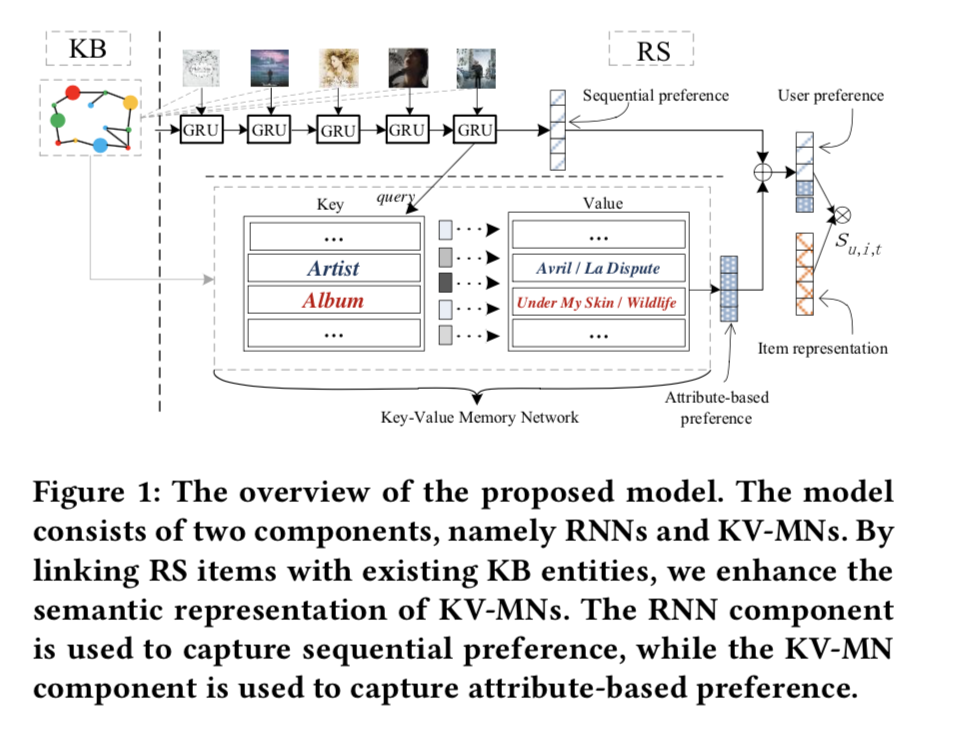 KB
RS
Sequential preference
User preference
GRU GRU GRU GRU GRU
query
Key
Value
...
...
Artist
Avril / La Dispute
Album
Under My Skin / Wildlife
...
...
S u,i,t
Item representation
Attribute-based
preference
Key-Value Memory Network
Figure 1: The overview of the proposed model. The model
consists of two components, namely RNNs and KV-MNs. By
linking RS items with existing KB entities, we enhance the
semantic representation of KV-MNs. The RNN component
is used to capture sequential preference, while the KV-MN
component is used to capture attribute-based preference.